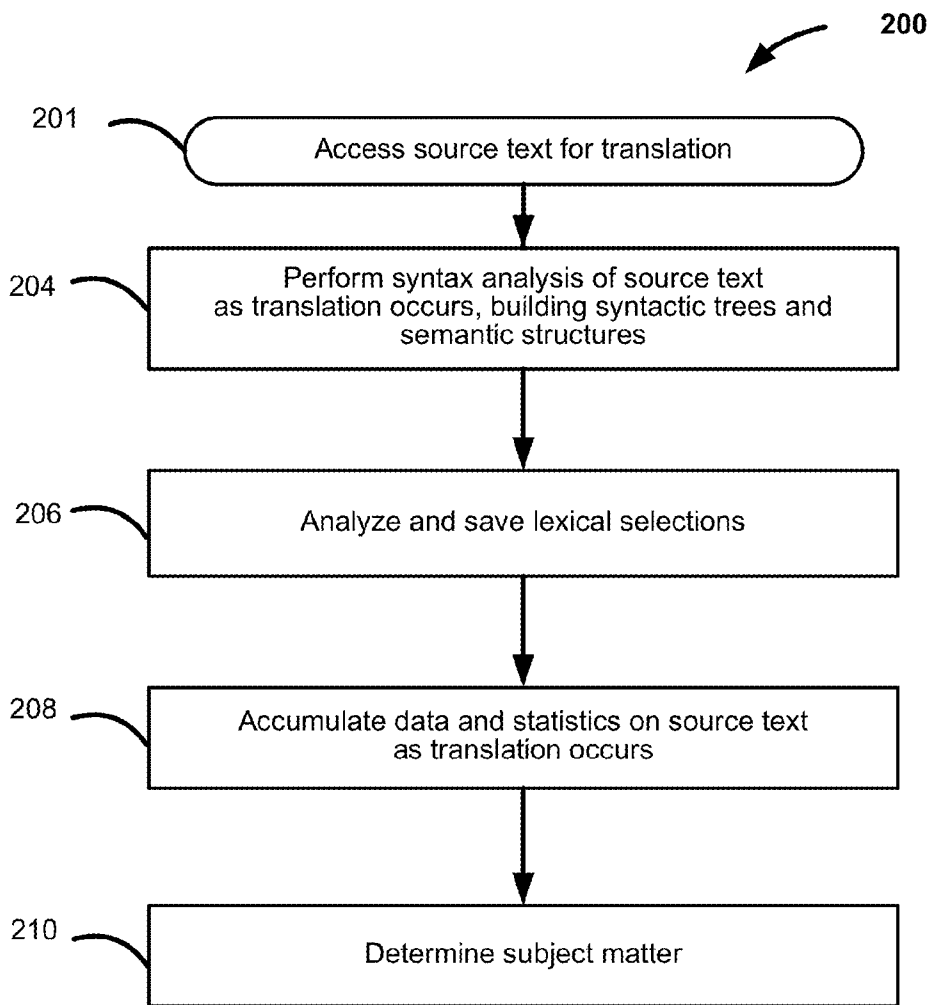 200
201
Access source text for translation
204
Perform syntax analysis of source text
as translation occurs, building syntactic trees and
semantic structures
206
Analyze and save lexical selections
208
Accumulate data and statistics on source text
as translation occurs
210
Determine subject matter